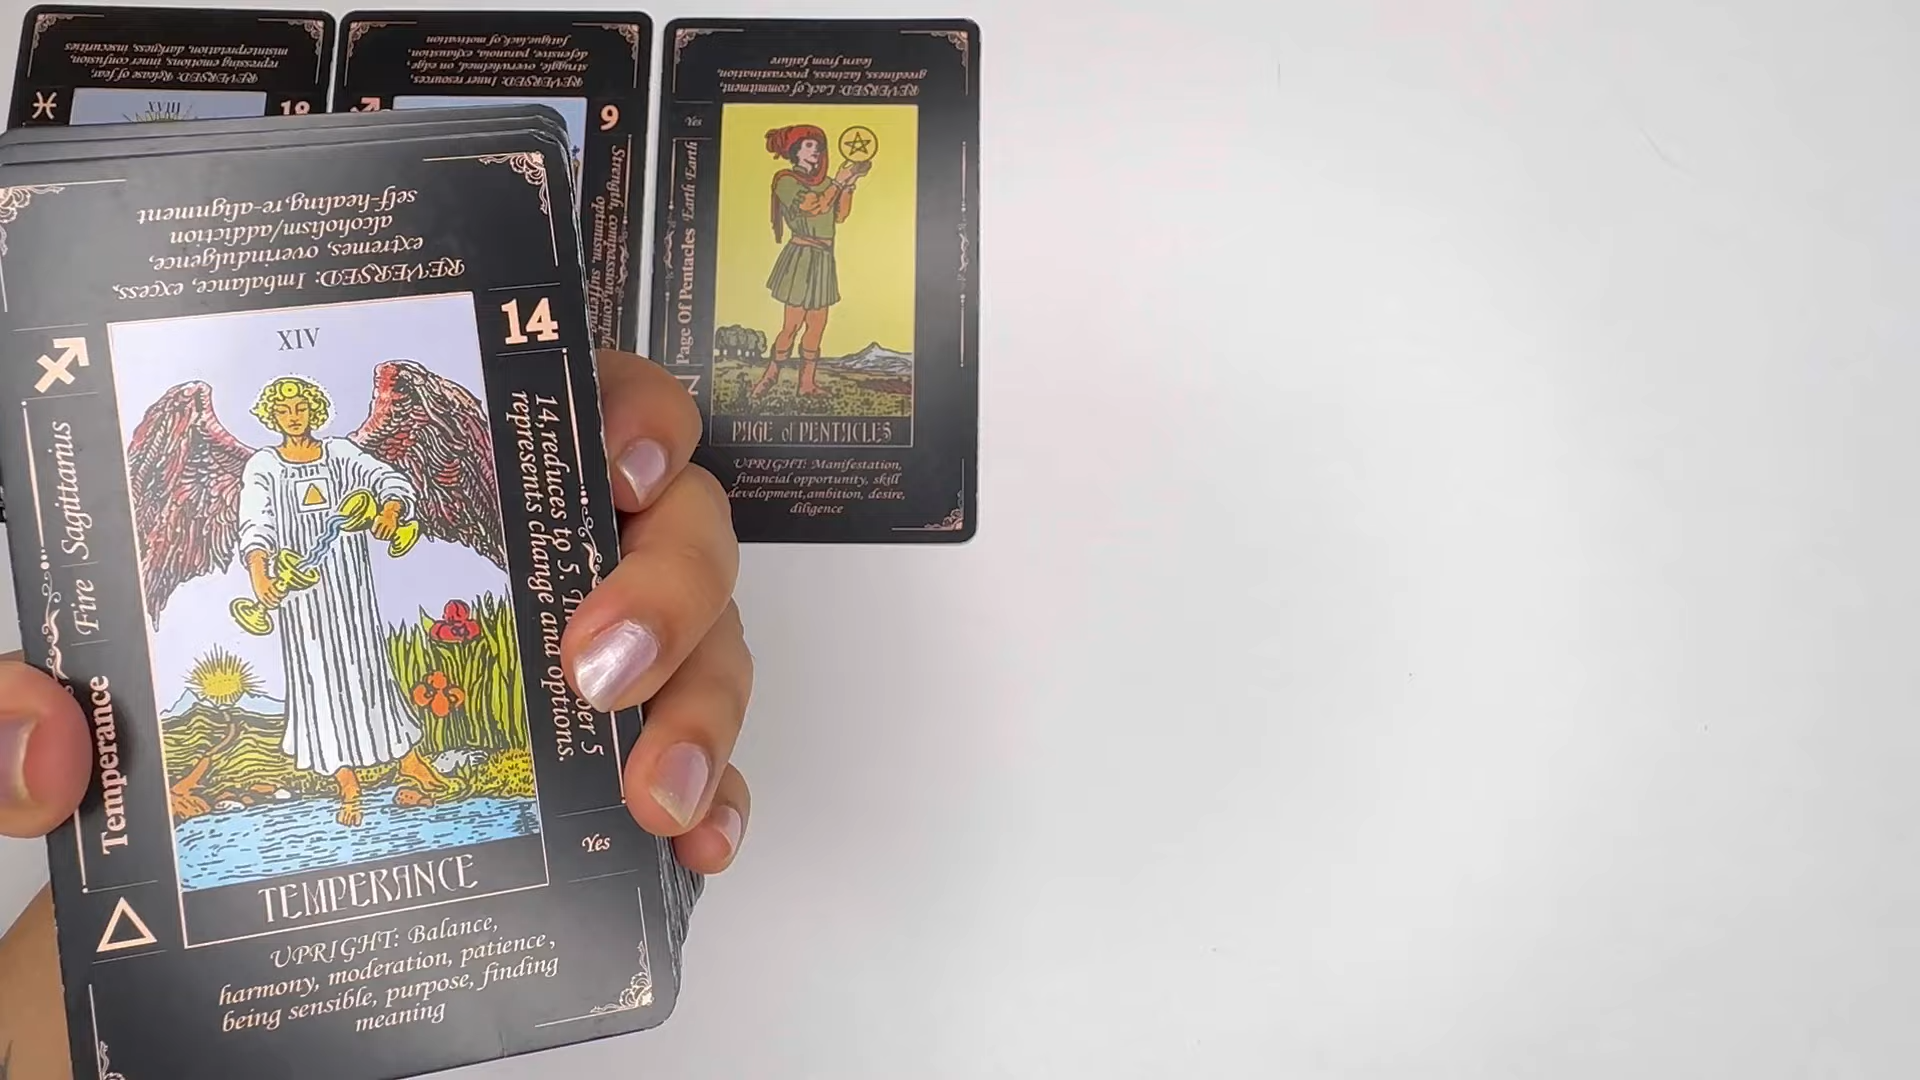 REVERSED: Release of fear,
repressing emotions, inner confusion,
misinterpretation, darkness, insecurities
XVIII
18
REVERSED: Inner resources,
struggle, overwhelmed, on edge,
defensive, paranoia, exhaustion
fatigue, lack of motivation
9
Strength, compassion, comple
optimism, suffering
REVERSED: Lack of commitment,
greediness, laziness, procrastination,
learn from failure
Yes
Page Of Pentacles Earth Earth
PAGE of PENTACLES
UPRIGHT: Manifestation,
financial opportunity, skill
development,ambition, desire,
diligence
REVERSED: Imbalance, excess,
extremes, overindulgence,
alcoholism/addiction
self-healing,re-alignment
14
XIV
Temperance Fire Sagittarius
14,reduces to 5. 5
represents change and options.
Yes
TEMPERANCE
UPRIGHT: Balance,
harmony, moderation, patience,
being sensible, purpose, finding
meaning